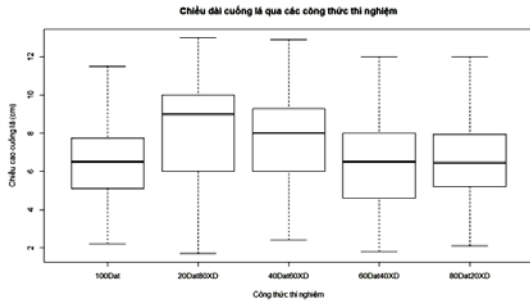 Chiều dài cuống lá qua các công thức thí nghiệm
Chiều cao cuống lá (cm)
12
10
8
6
4
2
100Dat
20Dat80XD
40Dat60XD
60Dat40XD
80Dat20XD
Công thức thí nghiệm